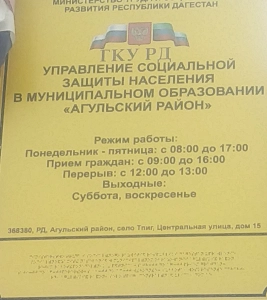 МИНИСТЕРСТВО ТРУДА
РАЗВИТИЯ РЕСПУБЛИКИ ДАГЕСТАН
ГКУ РД
УПРАВЛЕНИЕ СОЦИАЛЬНОЙ
ЗАЩИТЫ НАСЕЛЕНИЯ
В МУНИЦИПАЛЬНОМ ОБРАЗОВАНИИ
«АГУЛЬСКИЙ РАЙОН»
Режим работы:
Понедельник - пятница: с 08:00 до 17:00
Прием граждан: с 09:00 до 16:00
Перерыв: с 12:00 до 13:00
Выходные:
Суббота, воскресенье
368380, РД, Агульский район, село Тпиг, Центральная улица, дом 15